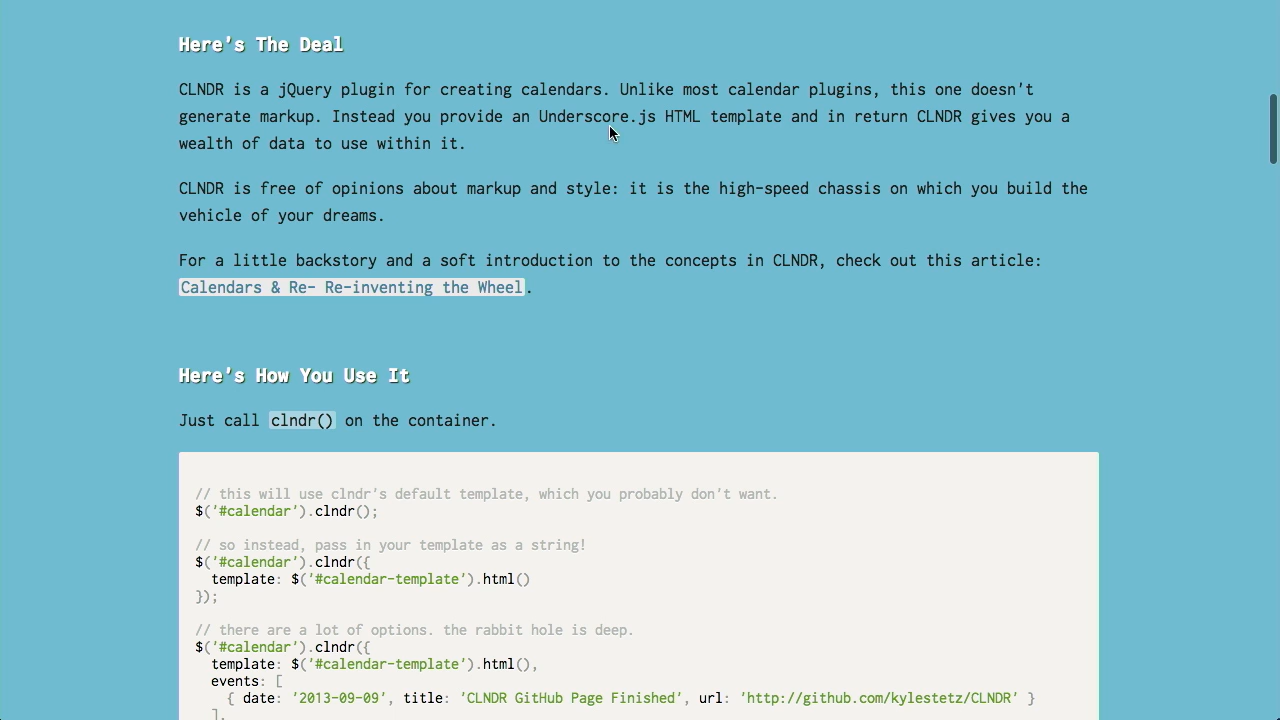 Here's The Deal
CLNDR is a jQuery plugin for creating calendars. Unlike most calendar plugins, this one doesn't
generate markup. Instead you provide an Underscore.js HTML template and in return CLNDR gives you a
wealth of data to use within it.
CLNDR is free of opinions about markup and style: it is the high-speed chassis on which you build the
vehicle of your dreams.
For a little backstory and a soft introduction to the concepts in CLNDR, check out this article:
Calendars & Re- Re-inventing the Wheel.
Here's How You Use It
Just call clndr() on the container.
// this will use clndr's default template, which you probably don't want.
$('#calendar').clndr();
// so instead, pass in your template as a string!
$('#calendar').clndr({
  template: $('#calendar-template').html()
});
// there are a lot of options. the rabbit hole is deep.
$('#calendar').clndr({
  template: $('#calendar-template').html(),
  events: [
    { date: '2013-09-09', title: 'CLNDR GitHub Page Finished', url: 'http://github.com/kylestetz/CLNDR' }
  ],